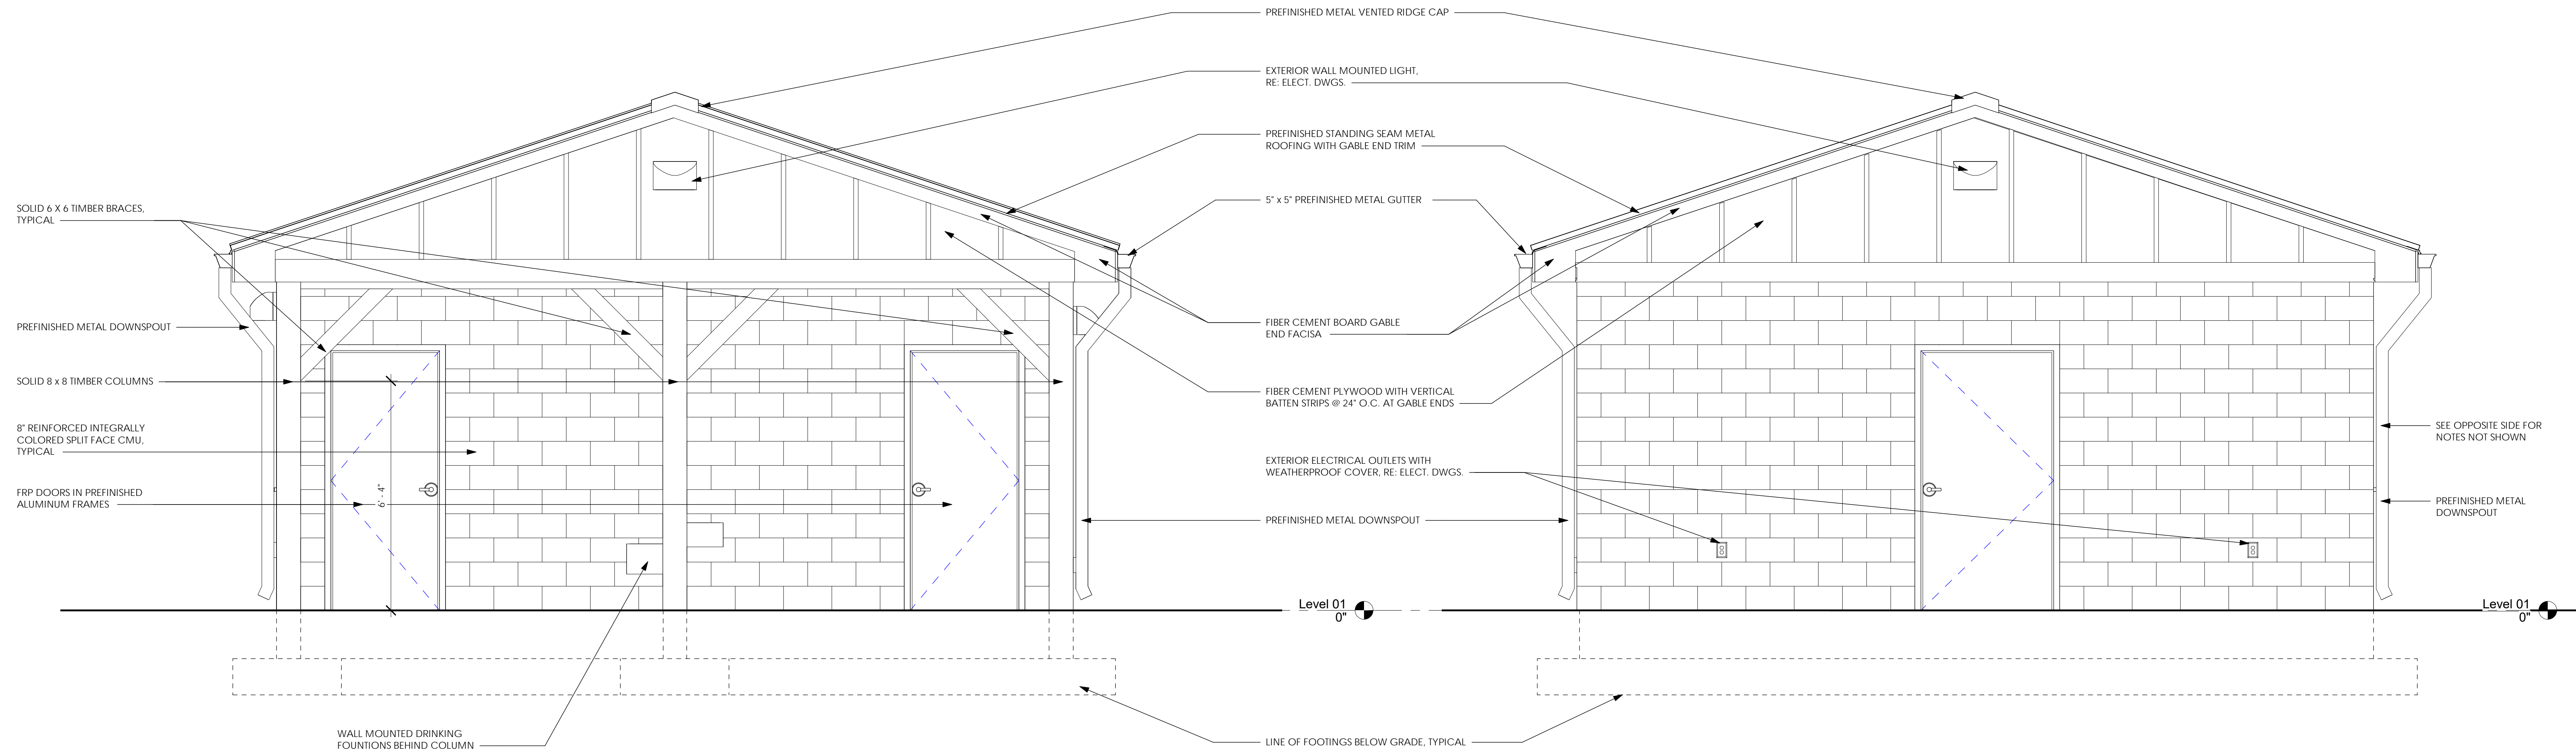 PREFINISHED METAL VENTED RIDGE CAP
EXTERIOR WALL MOUNTED LIGHT,
RE: ELECT. DWGS.
PREFINISHED STANDING SEAM METAL
ROOFING WITH GABLE END TRIM
5" x 5" PREFINISHED METAL GUTTER
SOLID 6 X 6 TIMBER BRACES,
TYPICAL
PREFINISHED METAL DOWNSPOUT
SOLID 8 x 8 TIMBER COLUMNS
8" REINFORCED INTEGRALLY
COLORED SPLIT FACE CMU,
TYPICAL
FRP DOORS IN PREFINISHED
ALUMINUM FRAMES
6' - 4"
FIBER CEMENT BOARD GABLE
END FACISA
FIBER CEMENT PLYWOOD WITH VERTICAL
BATTEN STRIPS @ 24" O.C. AT GABLE ENDS
EXTERIOR ELECTRICAL OUTLETS WITH
WEATHERPROOF COVER, RE: ELECT. DWGS.
PREFINISHED METAL DOWNSPOUT
SEE OPPOSITE SIDE FOR
NOTES NOT SHOWN
PREFINISHED METAL
DOWNSPOUT
Level 01
0"
Level 01
0"
WALL MOUNTED DRINKING
FOUNTIONS BEHIND COLUMN
LINE OF FOOTINGS BELOW GRADE, TYPICAL